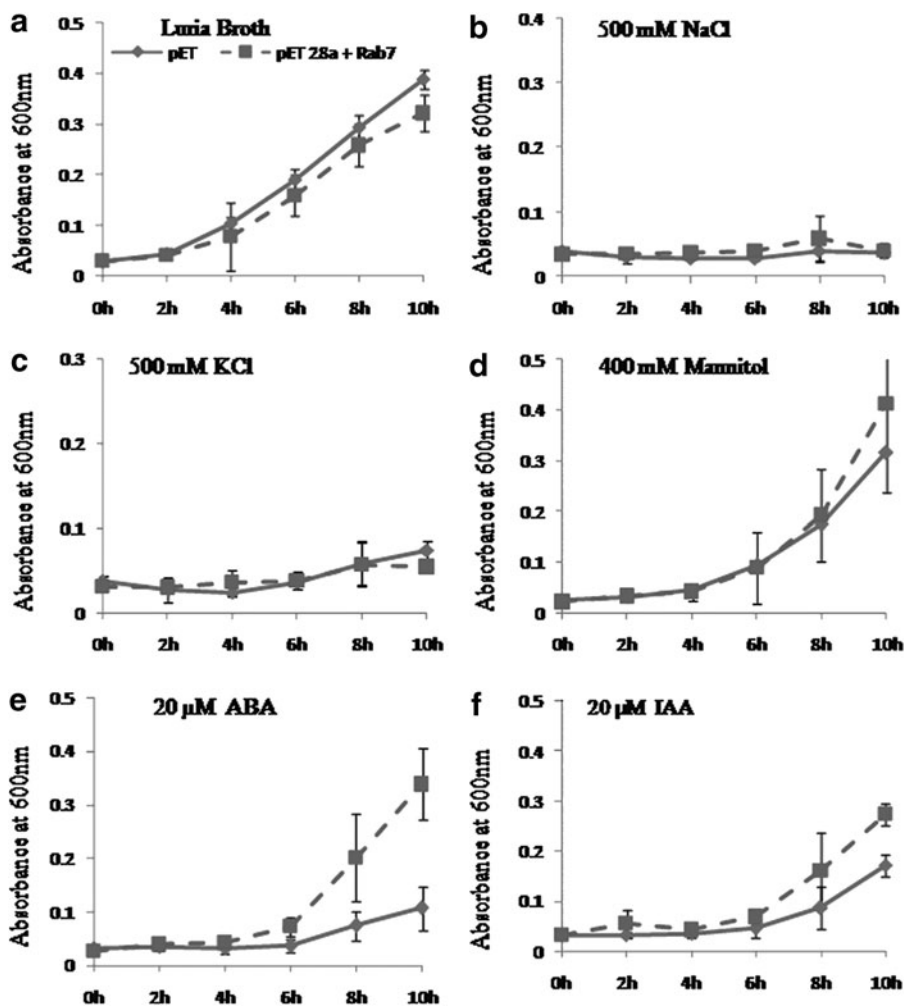 a
Luria Broth
pET
pET 28a + Rab7
Absorbance at 600nm
0.5
0.4
0.3
0.2
0.1
0
0h 2h 4h 6h 8h 10h
b
500 mM NaCl
Absorbance at 600nm
0.4
0.3
0.2
0.1
0
0h 2h 4h 6h 8h 10h
c
500 mM KCl
Absorbance at 600nm
0.3
0.2
0.1
0
0h 2h 4h 6h 8h 10h
d
400 mM Mannitol
Absorbance at 600nm
0.5
0.4
0.3
0.2
0.1
0
0h 2h 4h 6h 8h 10h
e
20 µM ABA
Absorbance at 600nm
0.5
0.4
0.3
0.2
0.1
0
0h 2h 4h 6h 8h 10h
f
20 µM IAA
Absorbance at 600nm
0.5
0.4
0.3
0.2
0.1
0
0h 2h 4h 6h 8h 10h